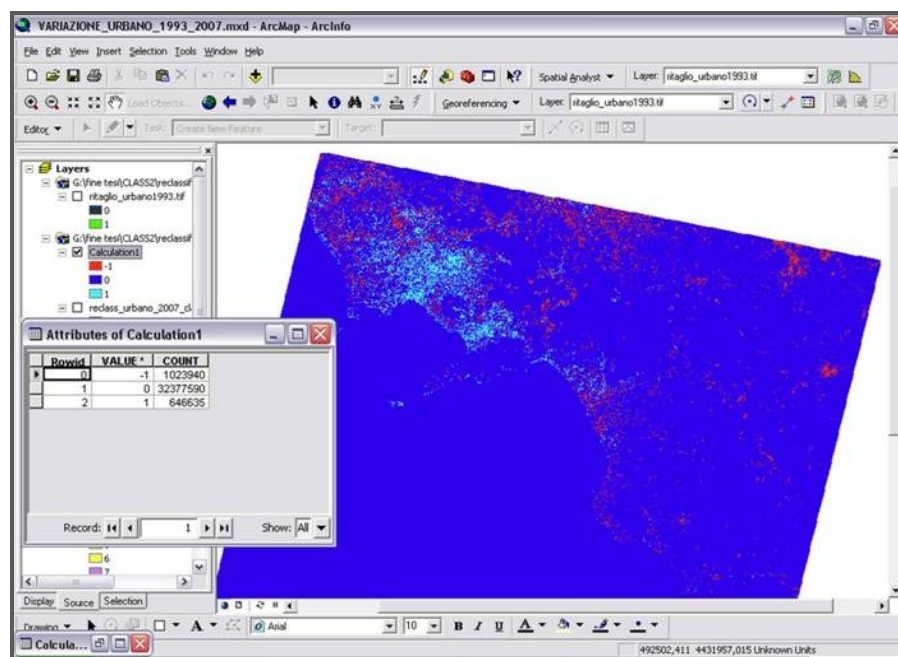 VARIAZIONE_URBANO_1993_2007.mxd - ArcMap - ArcInfo
File Edit View Insert Selection Tools Window Help
Spatial Analyst Layer: ritaglio_urbano1993.tif
Load Objects... Georeferencing Layer: ritaglio_urbano1993.tif
Editor Task: Create New Feature Target:
Layers
G:\fine tesi\CLASS2\reclassif
ritaglio_urbano1993.tif
0
1
G:\fine tesi\CLASS2\reclassif
Calculation1
-1
0
1
reclass_urbano_2007_cl
Attributes of Calculation1
Rowid VALUE * COUNT
0 -1 1023940
1 0 32377590
2 1 646635
Record: 1 Show: All
6
7
Display Source Selection
Drawing A Arial 10 B I U A
Calcula...
492502,411 4431957,015 Unknown Units